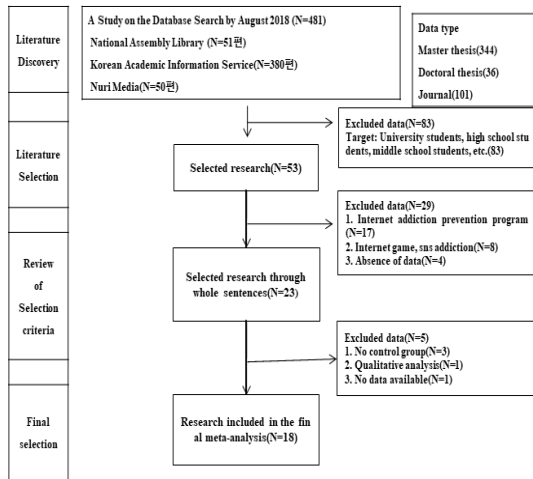 Literature
Discovery
A Study on the Database Search by August 2018 (N=481)
National Assembly Library (N=51편)
Korean Academic Information Service(N=380편)
Nuri Media(N=50편)
Data type
Master thesis(344)
Doctoral thesis(36)
Journal(101)
Literature
Selection
Excluded data(N=83)
Target: University students, high school stu
dents, middle school students, etc.(83)
Selected research(N=53)
Excluded data(N=29)
1. Internet addiction prevention program
(N=17)
2. Internet game, sns addiction(N=8)
3. Absence of data(N=4)
Review
of
Selection
criteria
Selected research through
whole sentences(N=23)
Excluded data(N=5)
1. No control group(N=3)
2. Qualitative analysis(N=1)
3. No data available(N=1)
Final
selection
Research included in the fin
al meta-analysis(N=18)